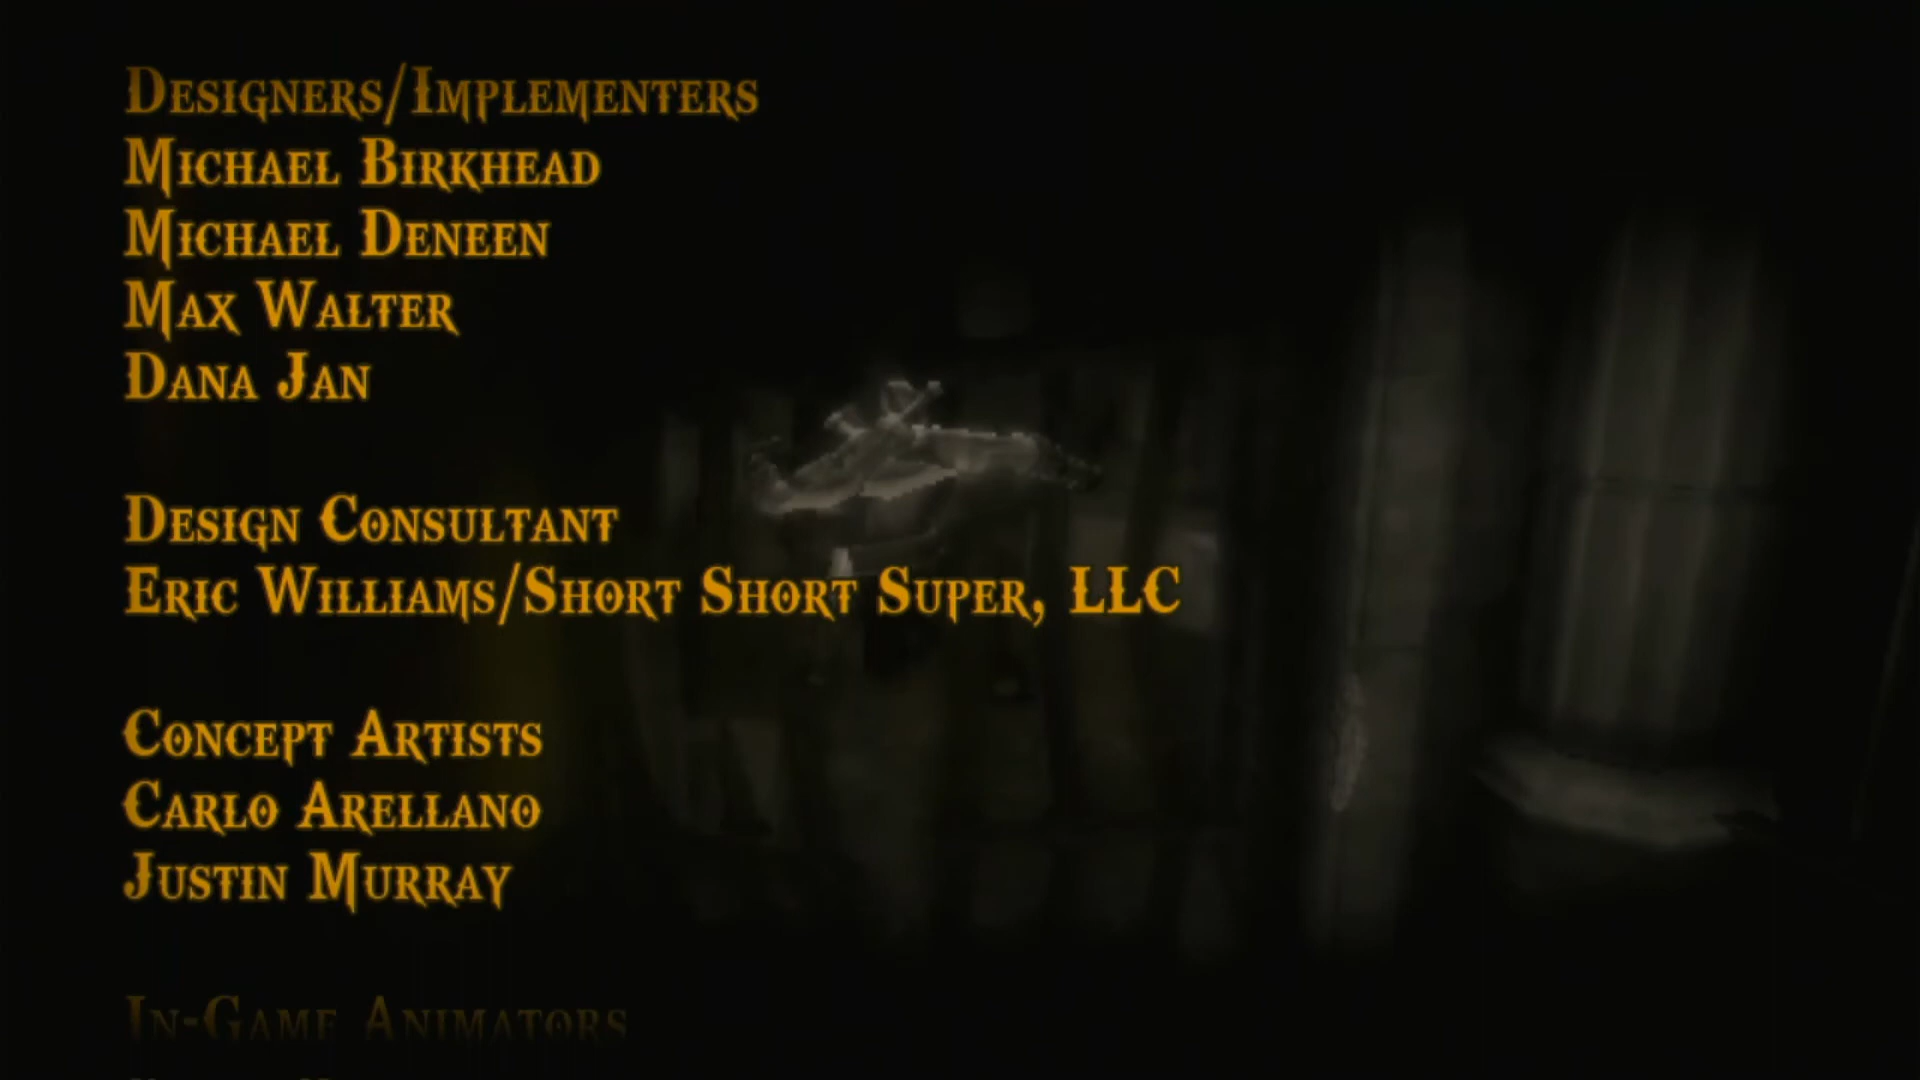 Designers/Implementers
Michael Birkhead
Michael Deneen
Max Walter
Dana Jan
Design Consultant
Eric Williams/Short Short Super, LLC
Concept Artists
Carlo Arellano
Justin Murray
In-Game Animators